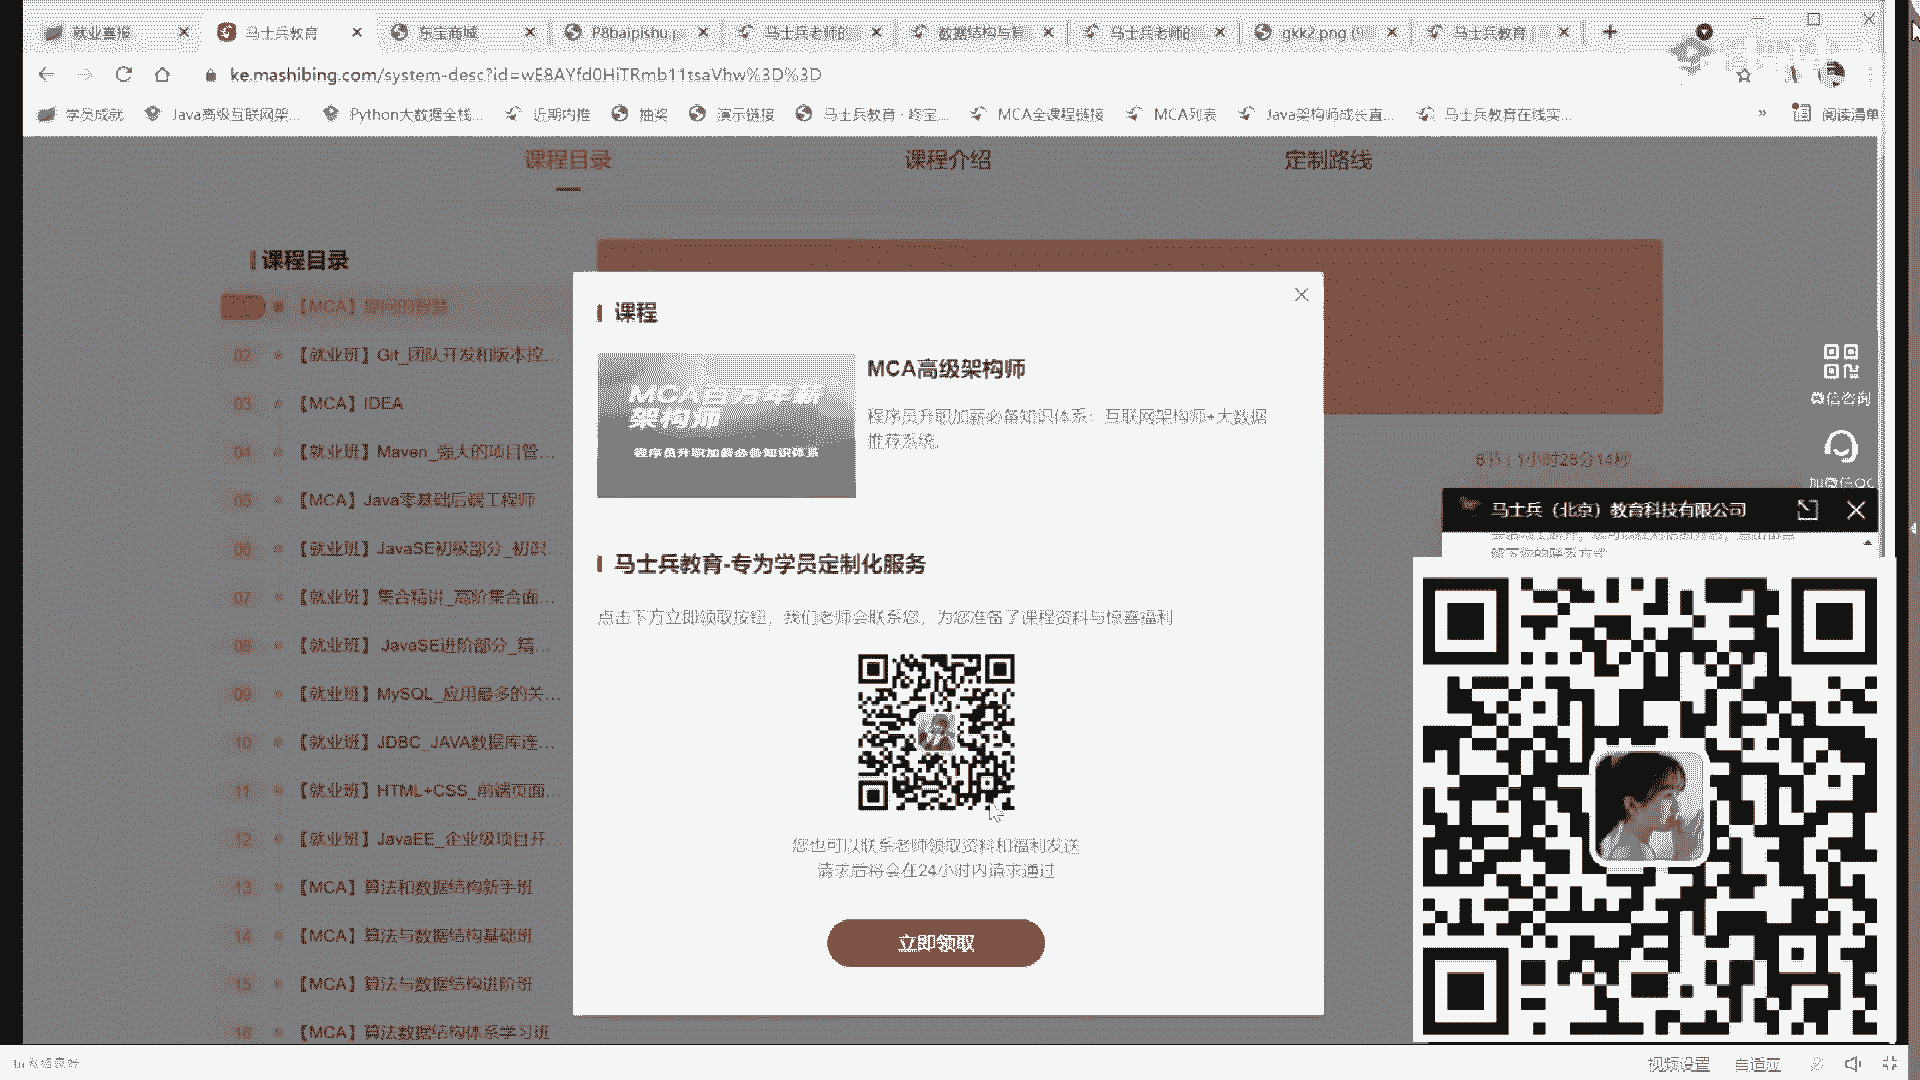 就业喜报
马士兵教育
东宝商城
P8baipishu.p
马士兵老师的
数据结构与算
马士兵老师的
gkk2.png (9
马士兵教育
ke.mashibing.com/system-desc?id=wE8AYfd0HiTRmb11tsaVhw%3D%3D
学员成就
Java高级互联网架...
Python大数据全栈...
近期内推
抽奖
演示链接
马士兵教育 - 终宝...
MCA全课程链接
MCA列表
Java架构师成长直...
马士兵教育在线实...
»
阅读清单
课程目录
课程介绍
定制路线
课程目录
【MCA】提问的智慧
02 【就业班】Git_团队开发和版本控...
03 【MCA】IDEA
04 【就业班】Maven_强大的项目管...
05 【MCA】Java零基础后端工程师
06 【就业班】JavaSE初级部分_初识...
07 【就业班】集合精讲_高阶集合面...
08 【就业班】 JavaSE进阶部分_精...
09 【就业班】MySQL_应用最多的关...
10 【就业班】JDBC_JAVA数据库连...
11 【就业班】HTML+CSS_前端页面...
12 【就业班】JavaEE_企业级项目开...
13 【MCA】算法和数据结构新手班
14 【MCA】算法与数据结构基础班
15 【MCA】算法与数据结构进阶班
16 【MCA】算法数据结构体系学习班
课程
MCA百万年薪
架构师
程序员升职加薪必备知识体系
MCA高级架构师
程序员升职加薪必备知识体系：互联网架构师+大数据
推荐系统.
马士兵教育-专为学员定制化服务
点击下方立即领取按钮，我们老师会联系您，为您准备了课程资料与惊喜福利
您也可以联系老师领取资料和福利发送
请求后将会在24小时内请求通过
立即领取
微信咨询
8节 | 1小时28分14秒
加微信QQ
马士兵（北京）教育科技有限公司
视频设置
自适应